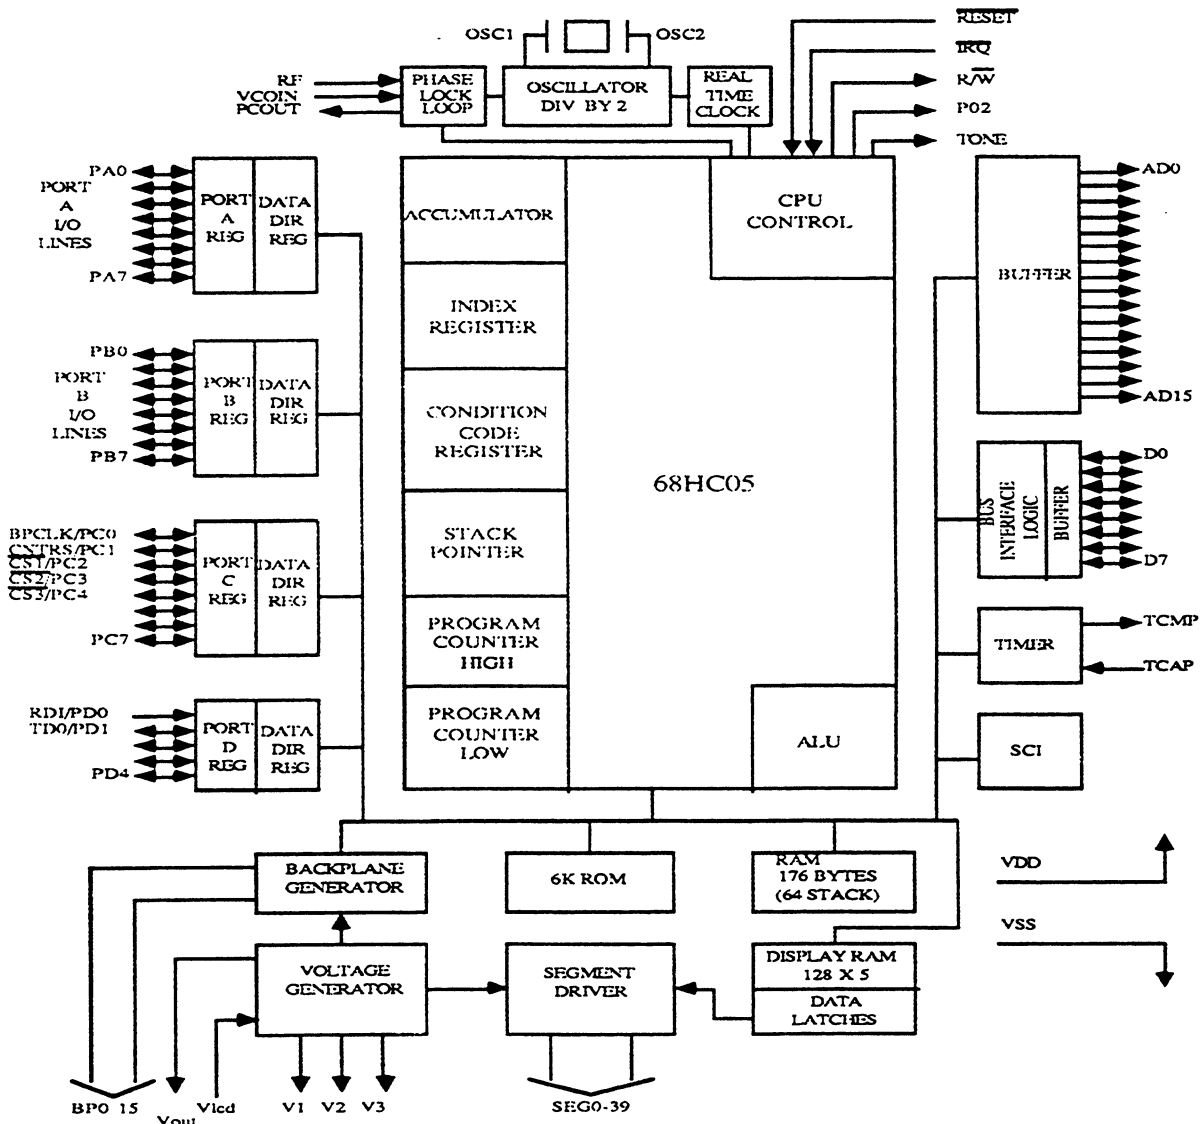 OSC1
OSC2
RESET
IRQ
R/W
P02
TONE
RF
VCOIN
PCOUT
PHASE
LOCK
LOOP
OSCILLATOR
DIV BY 2
REAL
TIME
CLOCK
PA0
PORT
A
I/O
LINES
PA7
PORT
A
REG
DATA
DIR
REG
ACCUMULATOR
CPU
CONTROL
BUFFER
AD0
AD15
INDEX
REGISTER
PB0
PORT
B
I/O
LINES
PB7
PORT
B
REG
DATA
DIR
REG
CONDITION
CODE
REGISTER
68HC05
BUS
INTERFACE
LOGIC
BUFFER
D0
D7
STACK
POINTER
BPCLK/PC0
CNTRS/PC1
CS1/PC2
CS2/PC3
CS3/PC4
PC7
PORT
C
REG
DATA
DIR
REG
PROGRAM
COUNTER
HIGH
TIMER
TCMP
TCAP
RDI/PD0
TD0/PD1
PD4
PORT
D
REG
DATA
DIR
REG
PROGRAM
COUNTER
LOW
ALU
SCI
BACKPLANE
GENERATOR
6K ROM
RAM
176 BYTES
(64 STACK)
VDD
VSS
VOLTAGE
GENERATOR
SEGMENT
DRIVER
DISPLAY RAM
128 X 5
DATA
LATCHES
BP0 15
Vout
Vlcd
V1
V2
V3
SEG0-39